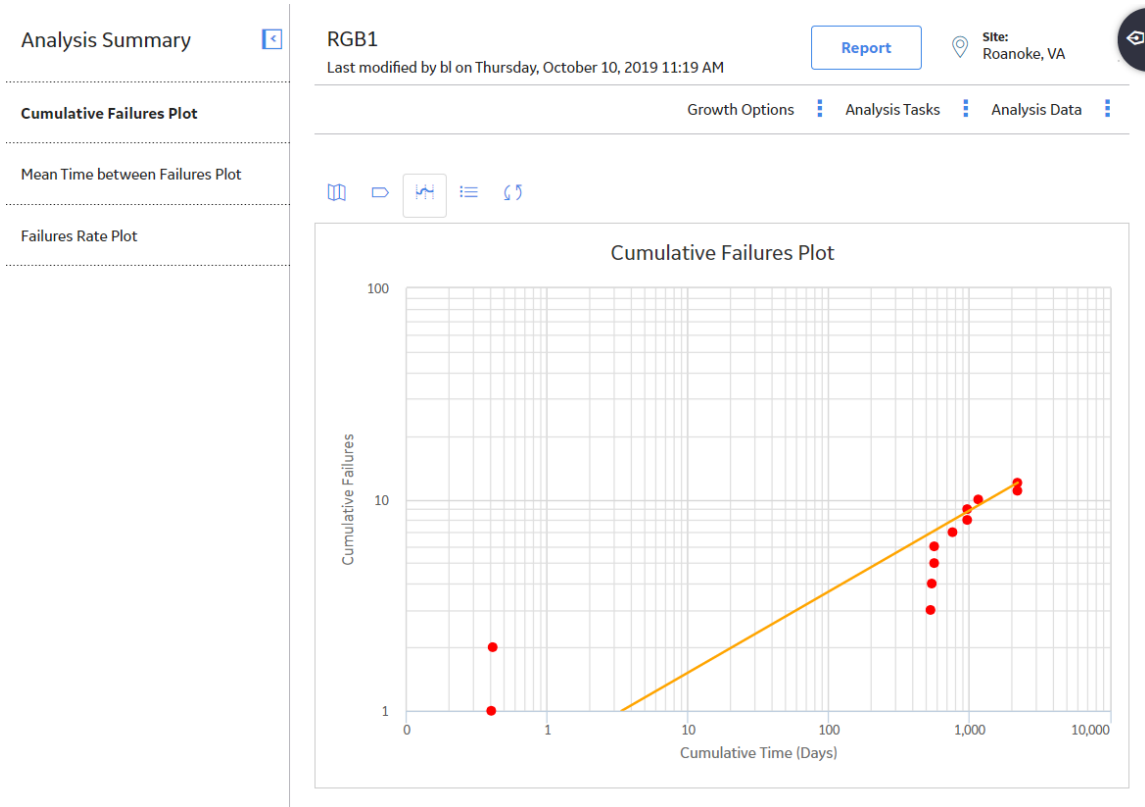 Analysis Summary
Cumulative Failures Plot
Mean Time between Failures Plot
Failures Rate Plot
RGB1
Last modified by bl on Thursday, October 10, 2019 11:19 AM
Report
Site:
Roanoke, VA
Growth Options
Analysis Tasks
Analysis Data
Cumulative Failures Plot
100
10
1
Cumulative Failures
0
1
10
100
1,000
10,000
Cumulative Time (Days)